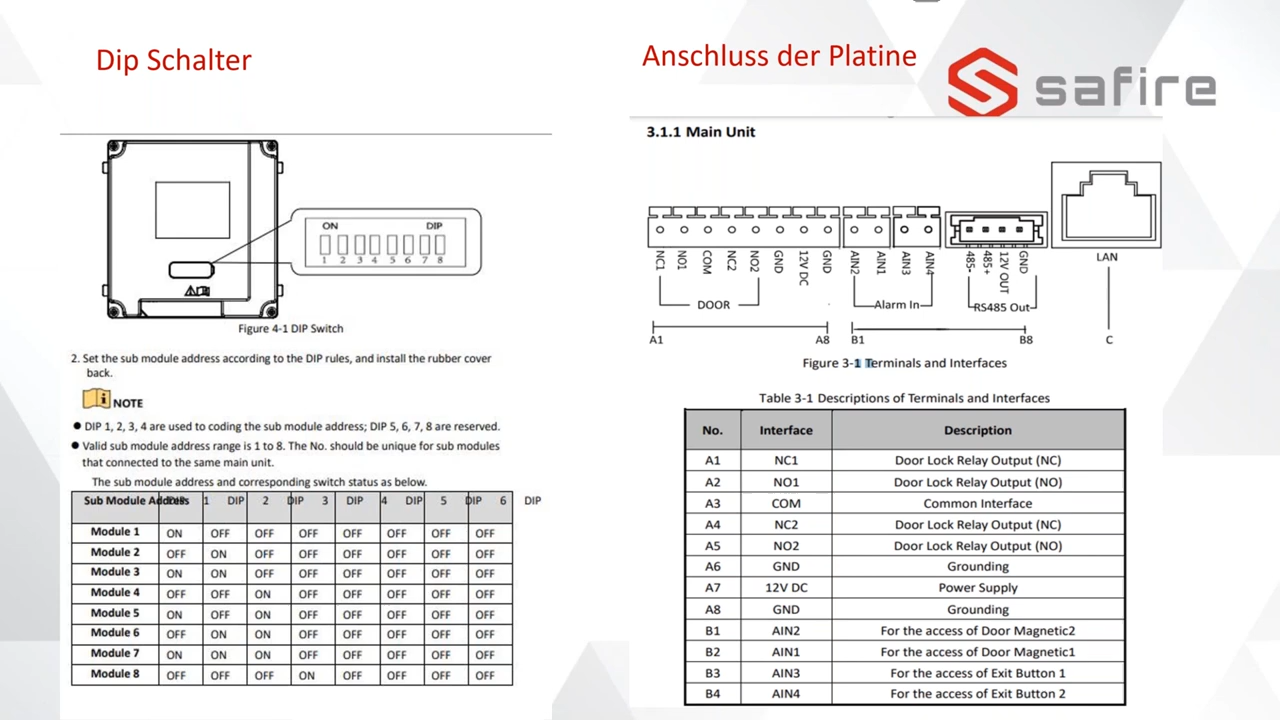 Dip Schalter
ON DIP
1 2 3 4 5 6 7 8
Figure 4-1 DIP Switch
2. Set the sub module address according to the DIP rules, and install the rubber cover
back.
NOTE
● DIP 1, 2, 3, 4 are used to coding the sub module address; DIP 5, 6, 7, 8 are reserved.
● Valid sub module address range is 1 to 8. The No. should be unique for sub modules
that connected to the same main unit.
The sub module address and corresponding switch status as below.
Sub Module Address DIP 1 DIP 2 DIP 3 DIP 4 DIP 5 DIP 6 DIP
Module 1 ON OFF OFF OFF OFF OFF OFF OFF
Module 2 OFF ON OFF OFF OFF OFF OFF OFF
Module 3 ON ON OFF OFF OFF OFF OFF OFF
Module 4 OFF OFF ON OFF OFF OFF OFF OFF
Module 5 ON OFF ON OFF OFF OFF OFF OFF
Module 6 OFF ON ON OFF OFF OFF OFF OFF
Module 7 ON ON ON OFF OFF OFF OFF OFF
Module 8 OFF OFF OFF ON OFF OFF OFF OFF
Anschluss der Platine
safire
3.1.1 Main Unit
NC1 NO1 COM NC2 NO2 GND 12V DC GND AIN2 AIN1 AIN3 AIN4 485- 485+ 12V OUT GND LAN
DOOR Alarm In RS485 Out
A1 A8 B1 B8 C
Figure 3-1 Terminals and Interfaces
Table 3-1 Descriptions of Terminals and Interfaces
No. Interface Description
A1 NC1 Door Lock Relay Output (NC)
A2 NO1 Door Lock Relay Output (NO)
A3 COM Common Interface
A4 NC2 Door Lock Relay Output (NC)
A5 NO2 Door Lock Relay Output (NO)
A6 GND Grounding
A7 12V DC Power Supply
A8 GND Grounding
B1 AIN2 For the access of Door Magnetic2
B2 AIN1 For the access of Door Magnetic1
B3 AIN3 For the access of Exit Button 1
B4 AIN4 For the access of Exit Button 2